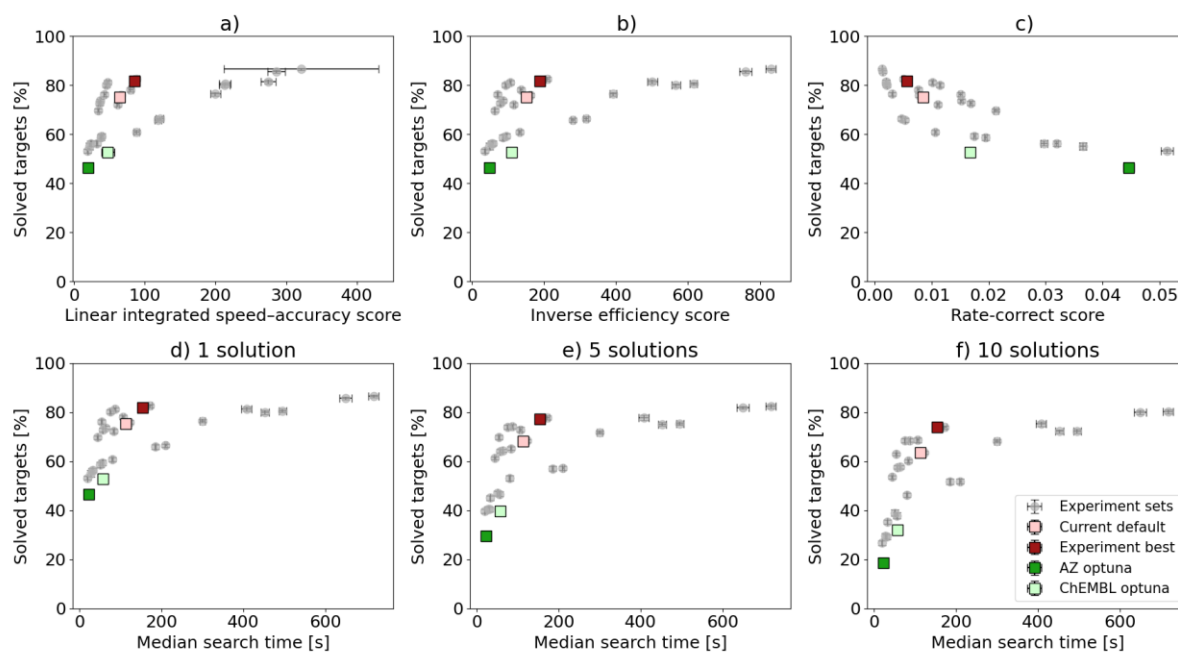 a)
b)
c)
Solved targets [%]
100
80
60
40
20
0
0 100 200 300 400
Linear integrated speed–accuracy score
Solved targets [%]
100
80
60
40
20
0
0 200 400 600 800
Inverse efficiency score
Solved targets [%]
100
80
60
40
20
0
0.00 0.01 0.02 0.03 0.04 0.05
Rate-correct score
d) 1 solution
e) 5 solutions
f) 10 solutions
Solved targets [%]
100
80
60
40
20
0
0 200 400 600
Median search time [s]
Solved targets [%]
100
80
60
40
20
0
0 200 400 600
Median search time [s]
Solved targets [%]
100
80
60
40
20
0
0 200 400 600
Median search time [s]
Experiment sets
Current default
Experiment best
AZ optuna
ChEMBL optuna